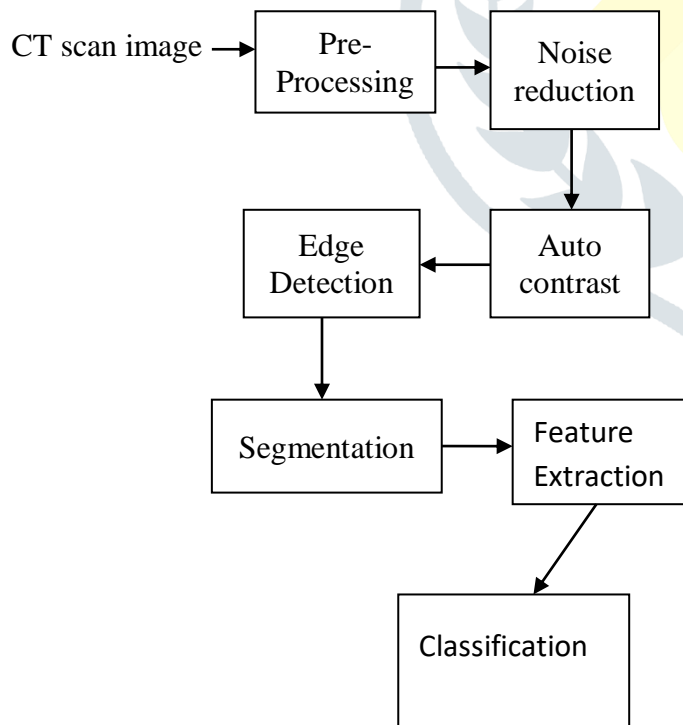 CT scan image
Pre-
Processing
Noise
reduction
Auto
contrast
Edge
Detection
Segmentation
Feature
Extraction
Classification